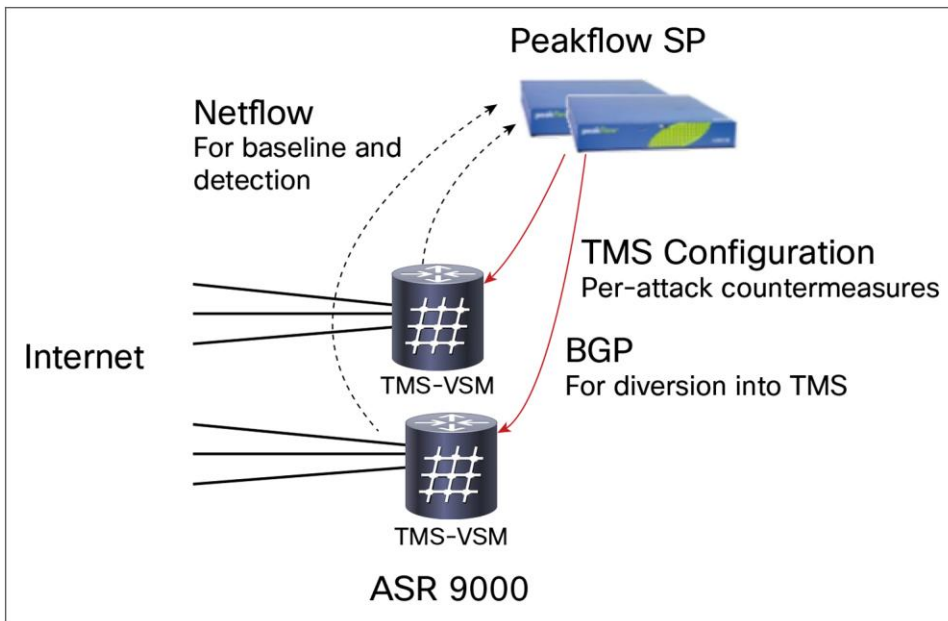 Peakflow SP
Netflow
For baseline and
detection
peakflow
TMS Configuration
Per-attack countermeasures
Internet
TMS-VSM
BGP
For diversion into TMS
TMS-VSM
ASR 9000